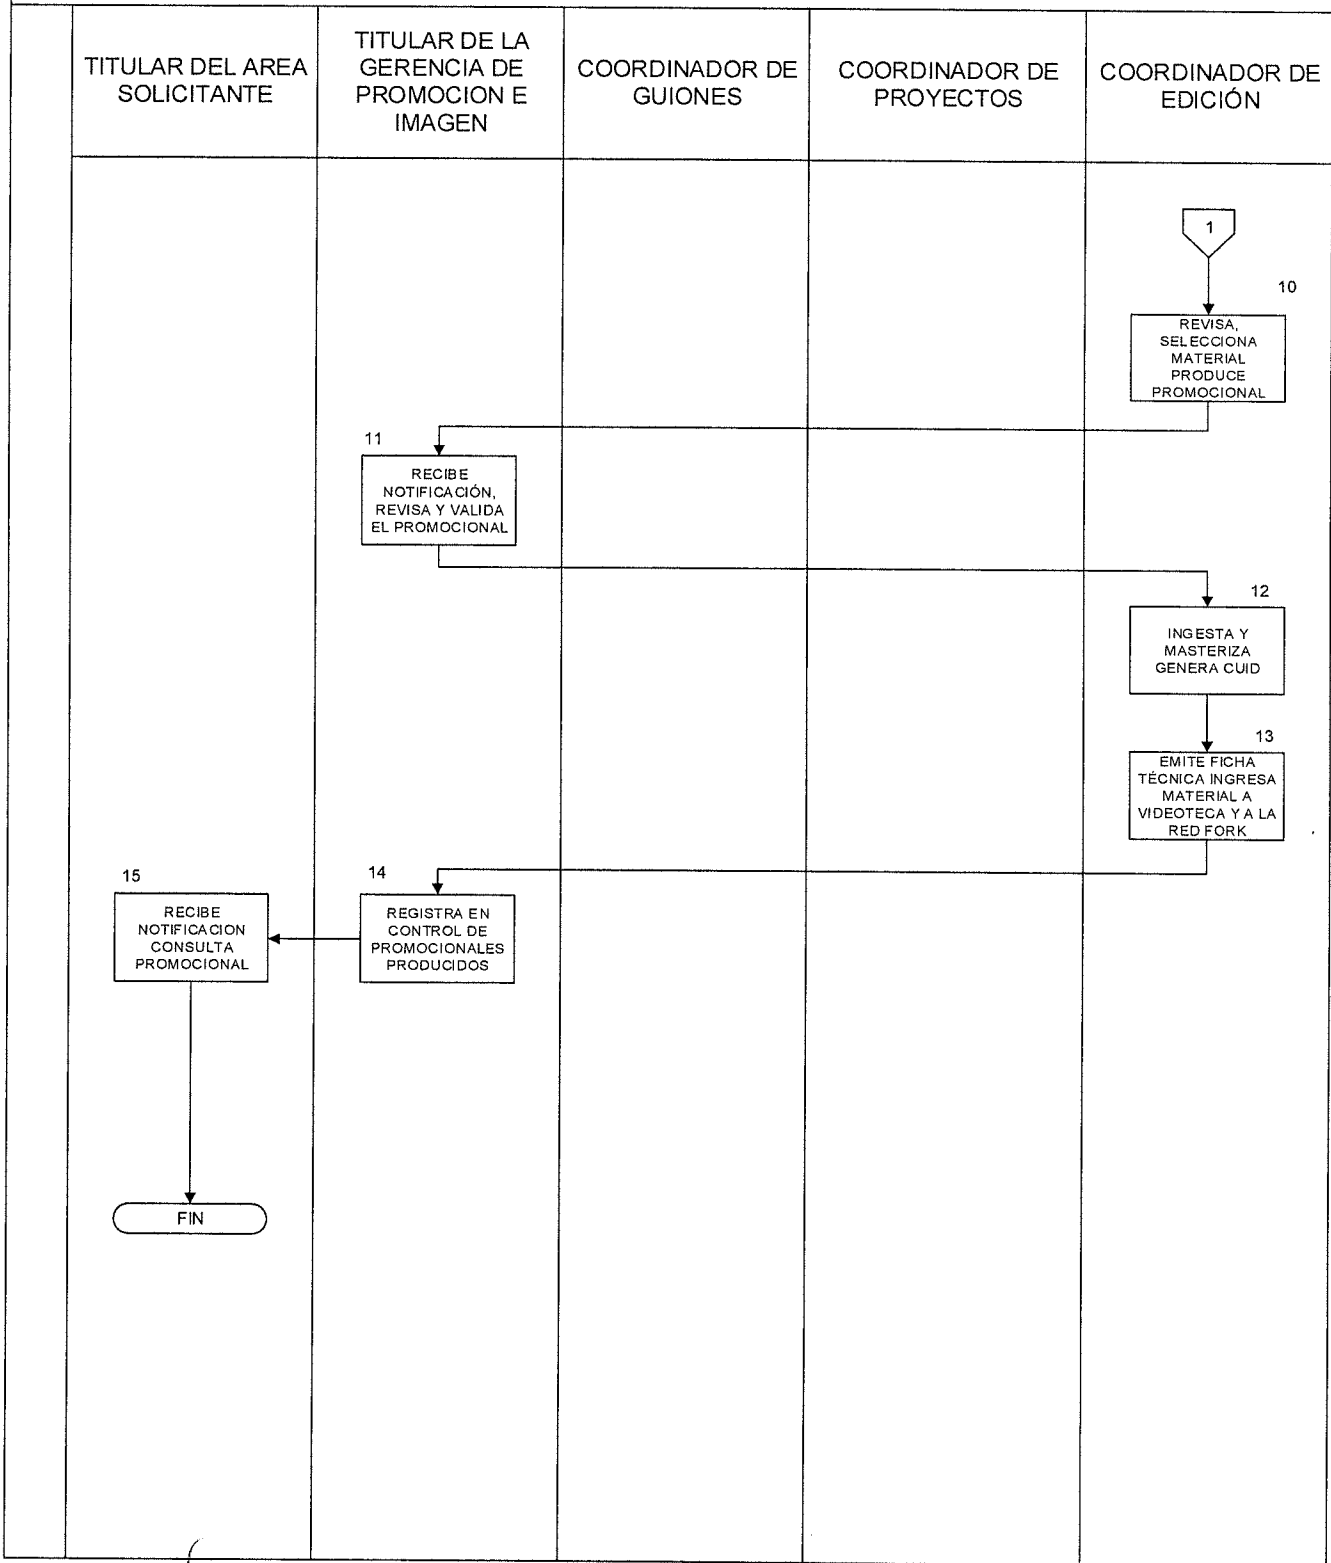 TITULAR DEL AREA
SOLICITANTE
TITULAR DE LA
GERENCIA DE
PROMOCION E
IMAGEN
COORDINADOR DE
GUIONES
COORDINADOR DE
PROYECTOS
COORDINADOR DE
EDICIÓN
1
10
REVISA,
SELECCIONA
MATERIAL
PRODUCE
PROMOCIONAL
11
RECIBE
NOTIFICACIÓN,
REVISA Y VALIDA
EL PROMOCIONAL
12
INGESTA Y
MASTERIZA
GENERA CUID
13
EMITE FICHA
TÉCNICA INGRESA
MATERIAL A
VIDEOTECA Y A LA
RED FORK
14
REGISTRA EN
CONTROL DE
PROMOCIONALES
PRODUCIDOS
15
RECIBE
NOTIFICACION
CONSULTA
PROMOCIONAL
FIN